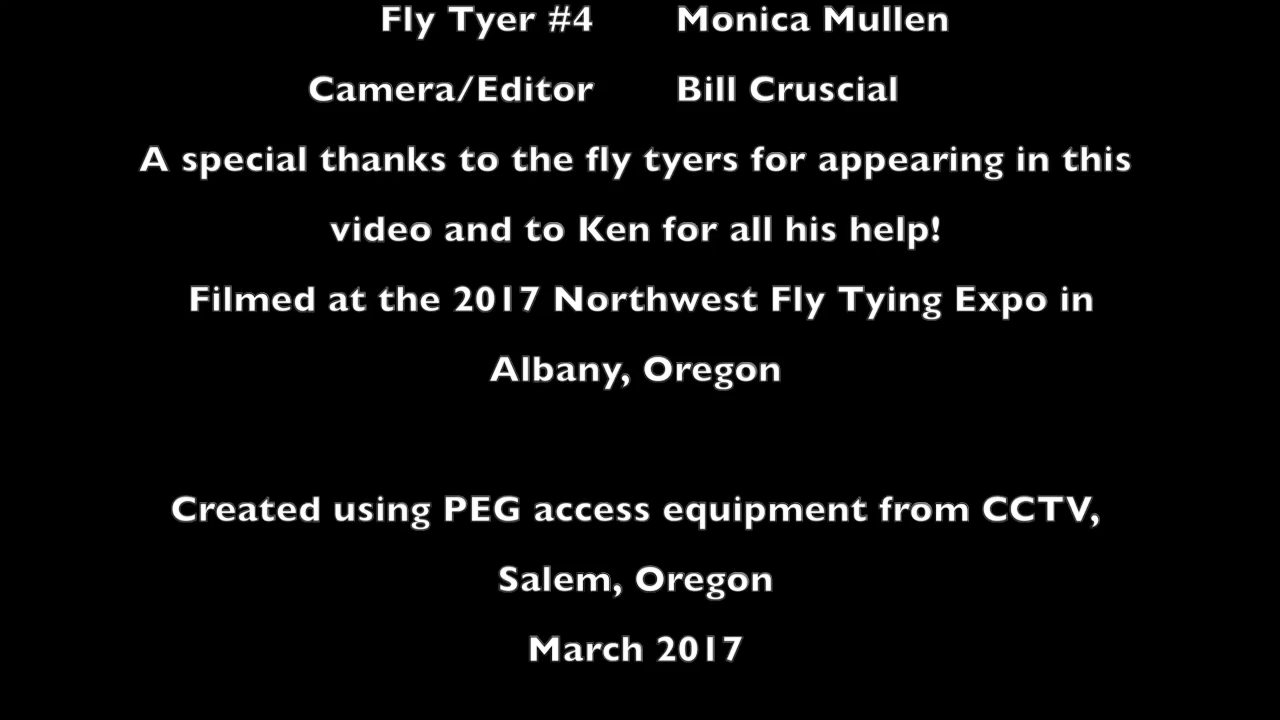 Fly Tyer #4 Monica Mullen
Camera/Editor Bill Cruscial
A special thanks to the fly tyers for appearing in this
video and to Ken for all his help!
Filmed at the 2017 Northwest Fly Tying Expo in
Albany, Oregon
Created using PEG access equipment from CCTV,
Salem, Oregon
March 2017